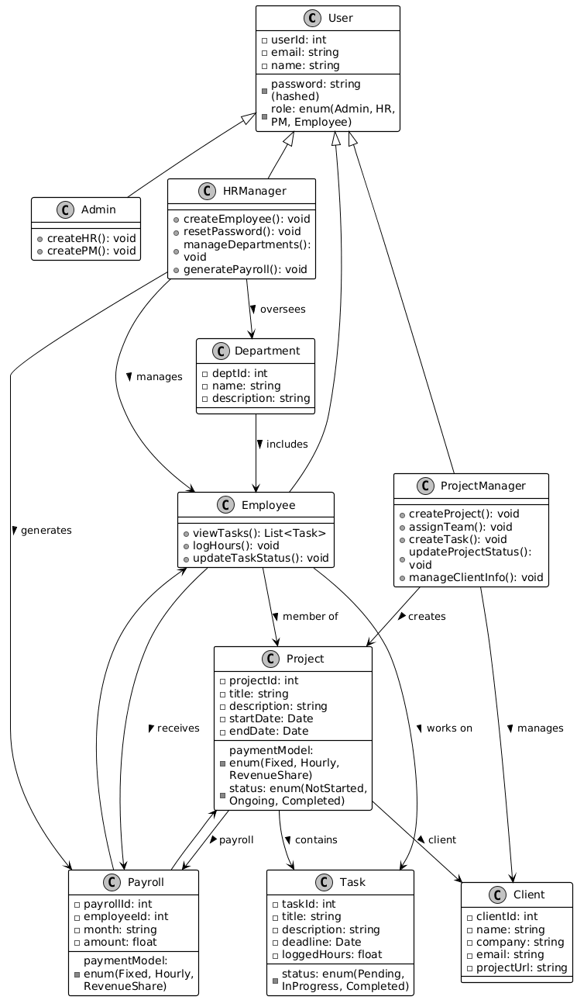 C User
userId: int
email: string
name: string
password: string
(hashed)
role: enum(Admin, HR,
PM, Employee)
C Admin
createHR(): void
createPM(): void
C HRManager
createEmployee(): void
resetPassword(): void
manageDepartments():
void
generatePayroll(): void
oversees
manages
C Department
deptId: int
name: string
description: string
includes
generates
C Employee
viewTasks(): List<Task>
logHours(): void
updateTaskStatus(): void
C ProjectManager
createProject(): void
assignTeam(): void
createTask(): void
updateProjectStatus():
void
manageClientInfo(): void
member of
creates
C Project
projectId: int
title: string
description: string
startDate: Date
endDate: Date
paymentModel:
enum(Fixed, Hourly,
RevenueShare)
status: enum(NotStarted,
Ongoing, Completed)
receives
works on
manages
payroll
contains
client
C Payroll
payrollId: int
employeeId: int
month: string
amount: float
paymentModel:
enum(Fixed, Hourly,
RevenueShare)
C Task
taskId: int
title: string
description: string
deadline: Date
loggedHours: float
status: enum(Pending,
InProgress, Completed)
C Client
clientId: int
name: string
company: string
email: string
projectUrl: string